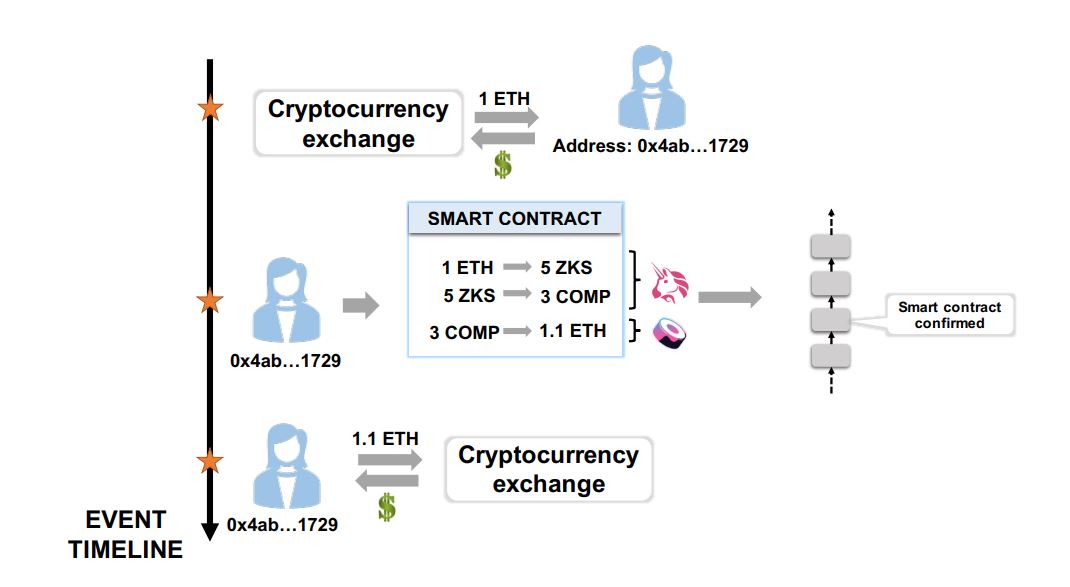 Cryptocurrency
exchange
1 ETH
Address: 0x4ab…1729
SMART CONTRACT
1 ETH 5 ZKS
5 ZKS 3 COMP
3 COMP 1.1 ETH
0x4ab…1729
Smart contract
confirmed
1.1 ETH
Cryptocurrency
exchange
0x4ab…1729
EVENT
TIMELINE